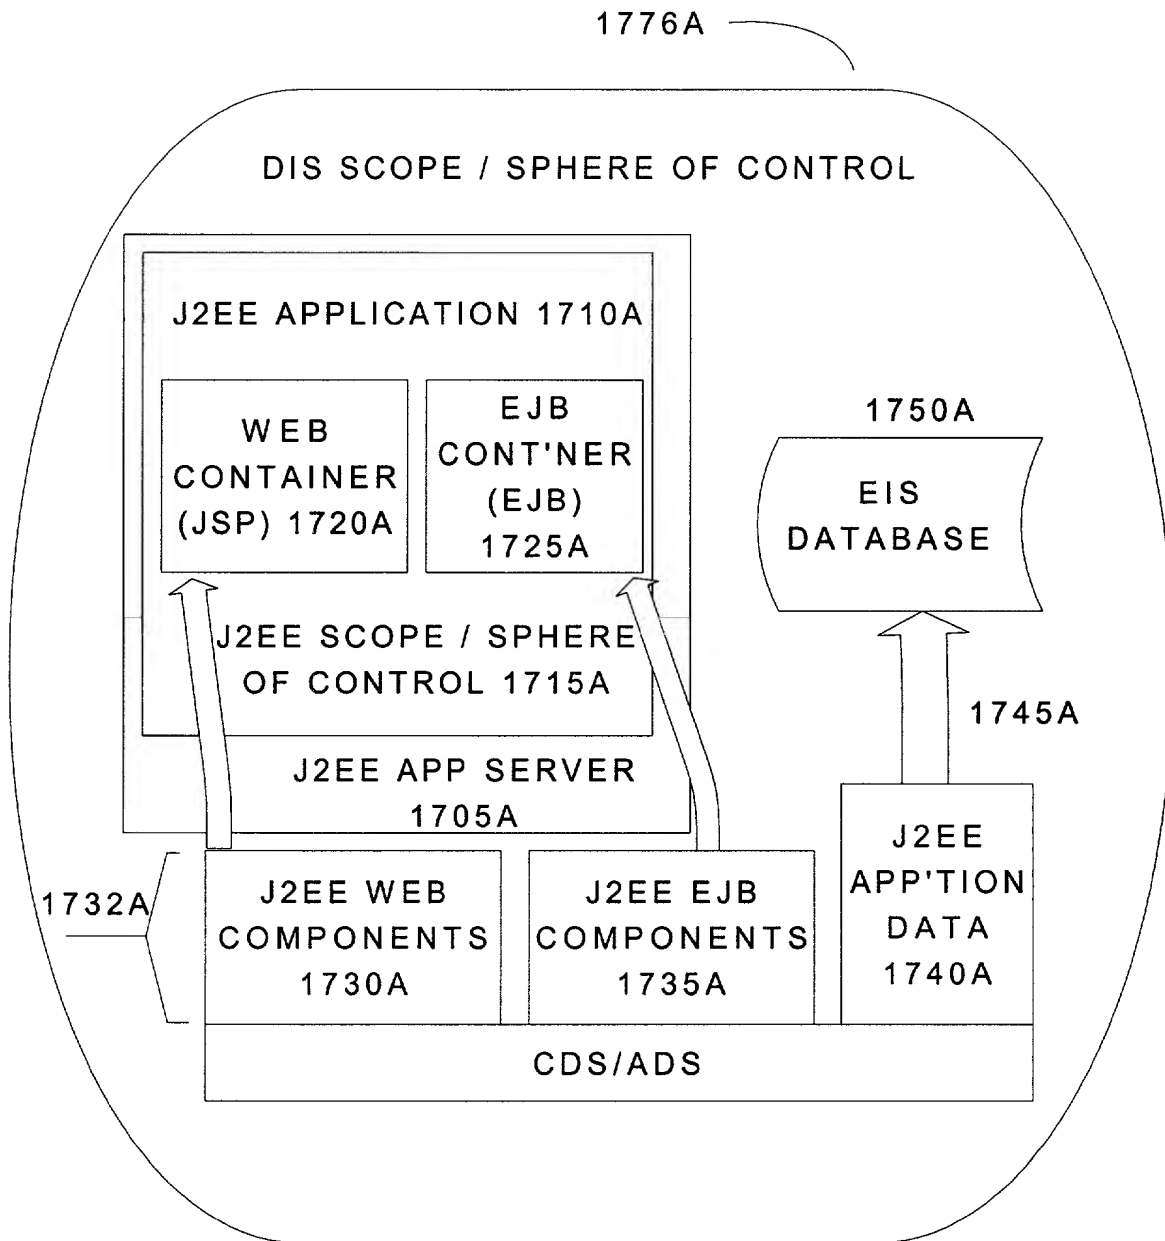 1776A
DIS SCOPE / SPHERE OF CONTROL
J2EE APPLICATION 1710A
WEB
CONTAINER
(JSP) 1720A
EJB
CONT'NER
(EJB)
1725A
1750A
EIS
DATABASE
J2EE SCOPE / SPHERE
OF CONTROL 1715A
1745A
J2EE APP SERVER
1705A
1732A
J2EE WEB
COMPONENTS
1730A
J2EE EJB
COMPONENTS
1735A
J2EE
APP'TION
DATA
1740A
CDS/ADS